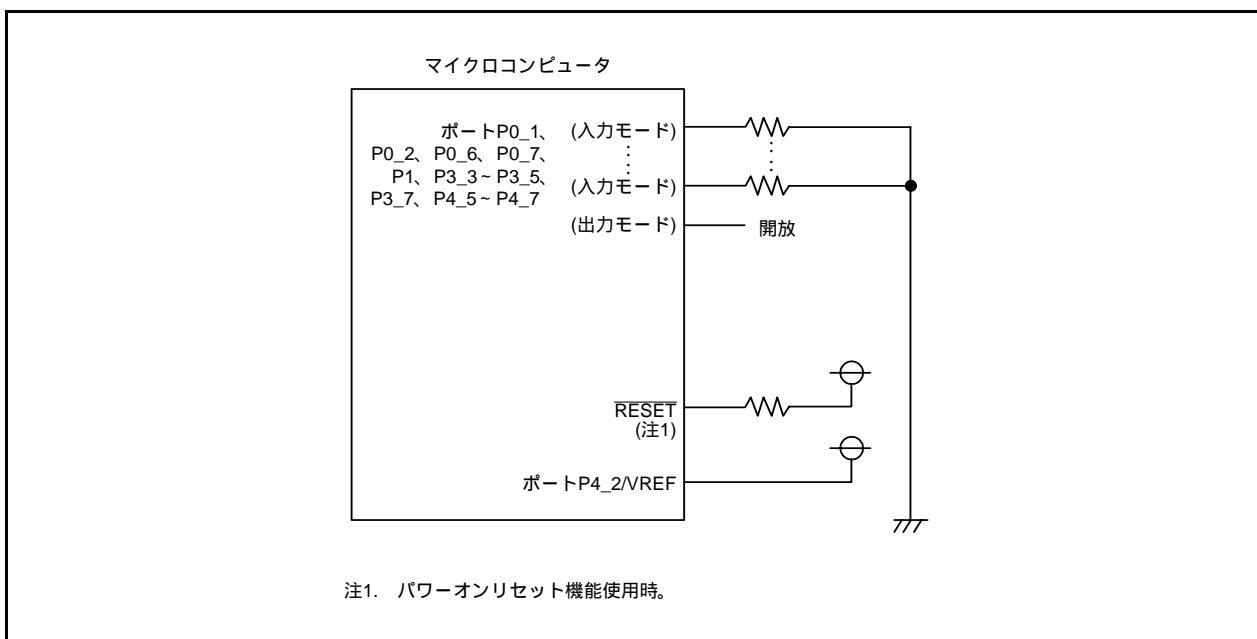 マイクロコンピュータ
ポートP0_1、 (入力モード)
P0_2、P0_6、P0_7、
P1、P3_3～P3_5、 (入力モード)
P3_7、P4_5～P4_7
(出力モード) 開放
RESET
(注1)
ポートP4_2/VREF
注1. パワーオンリセット機能使用時。